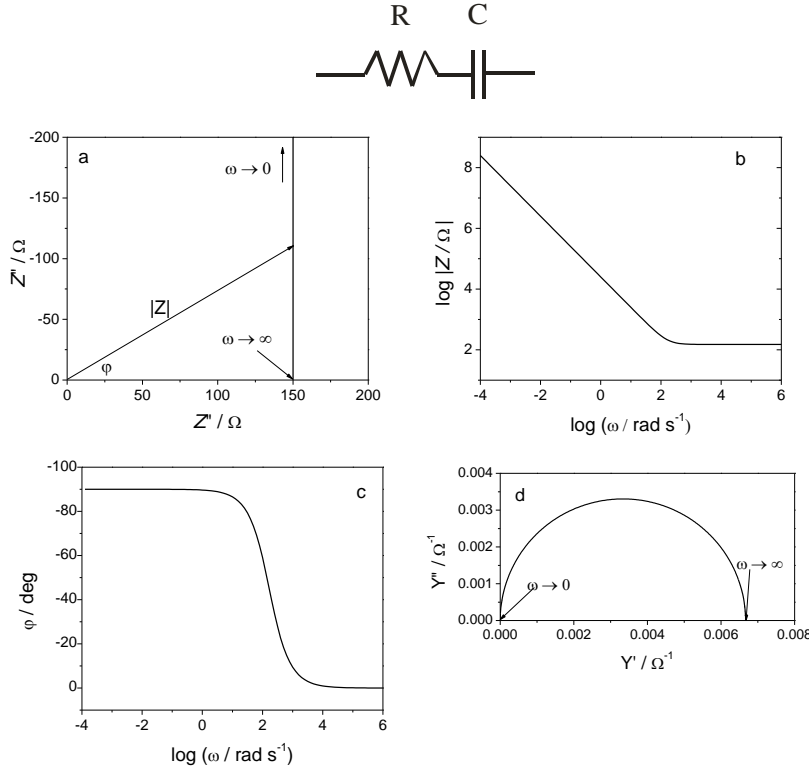 R C
a
-200
-150
-100
-50
0
Z" / Ω
ω → 0
|Z|
ω → ∞
φ
0 50 100 150 200
Z" / Ω
b
8
6
4
2
log |Z / Ω|
-4 -2 0 2 4 6
log (ω / rad s⁻¹)
c
-100
-80
-60
-40
-20
0
φ / deg
-4 -2 0 2 4 6
log (ω / rad s⁻¹)
d
0.004
0.003
0.002
0.001
0.000
Y" / Ω⁻¹
ω → ∞
ω → 0
0.000 0.002 0.004 0.006 0.008
Y' / Ω⁻¹